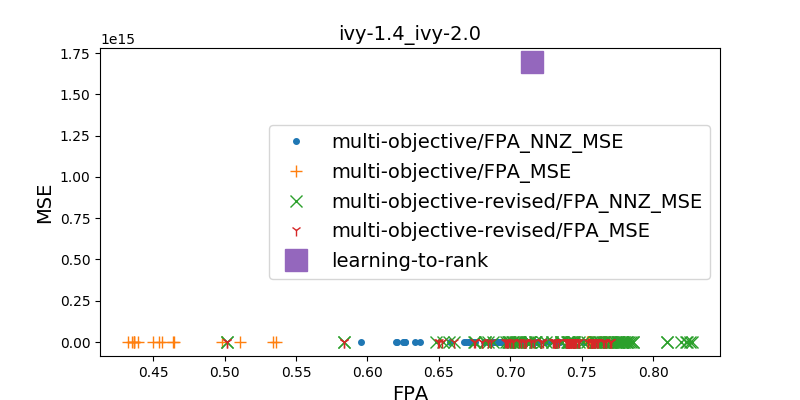 ivy-1.4_ivy-2.0
1e15
1.75
1.50
1.25
1.00
0.75
0.50
0.25
0.00
MSE
multi-objective/FPA_NNZ_MSE
multi-objective/FPA_MSE
multi-objective-revised/FPA_NNZ_MSE
multi-objective-revised/FPA_MSE
learning-to-rank
0.45 0.50 0.55 0.60 0.65 0.70 0.75 0.80
FPA